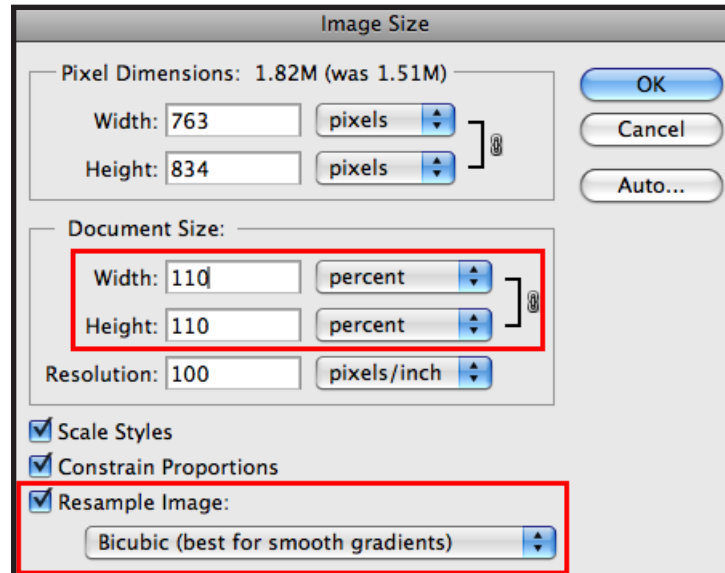 Image Size
Pixel Dimensions: 1.82M (was 1.51M)
OK
Width: 763 pixels
Cancel
Height: 834 pixels
Auto...
Document Size:
Width: 110 percent
Height: 110 percent
Resolution: 100 pixels/inch
Scale Styles
Constrain Proportions
Resample Image:
Bicubic (best for smooth gradients)